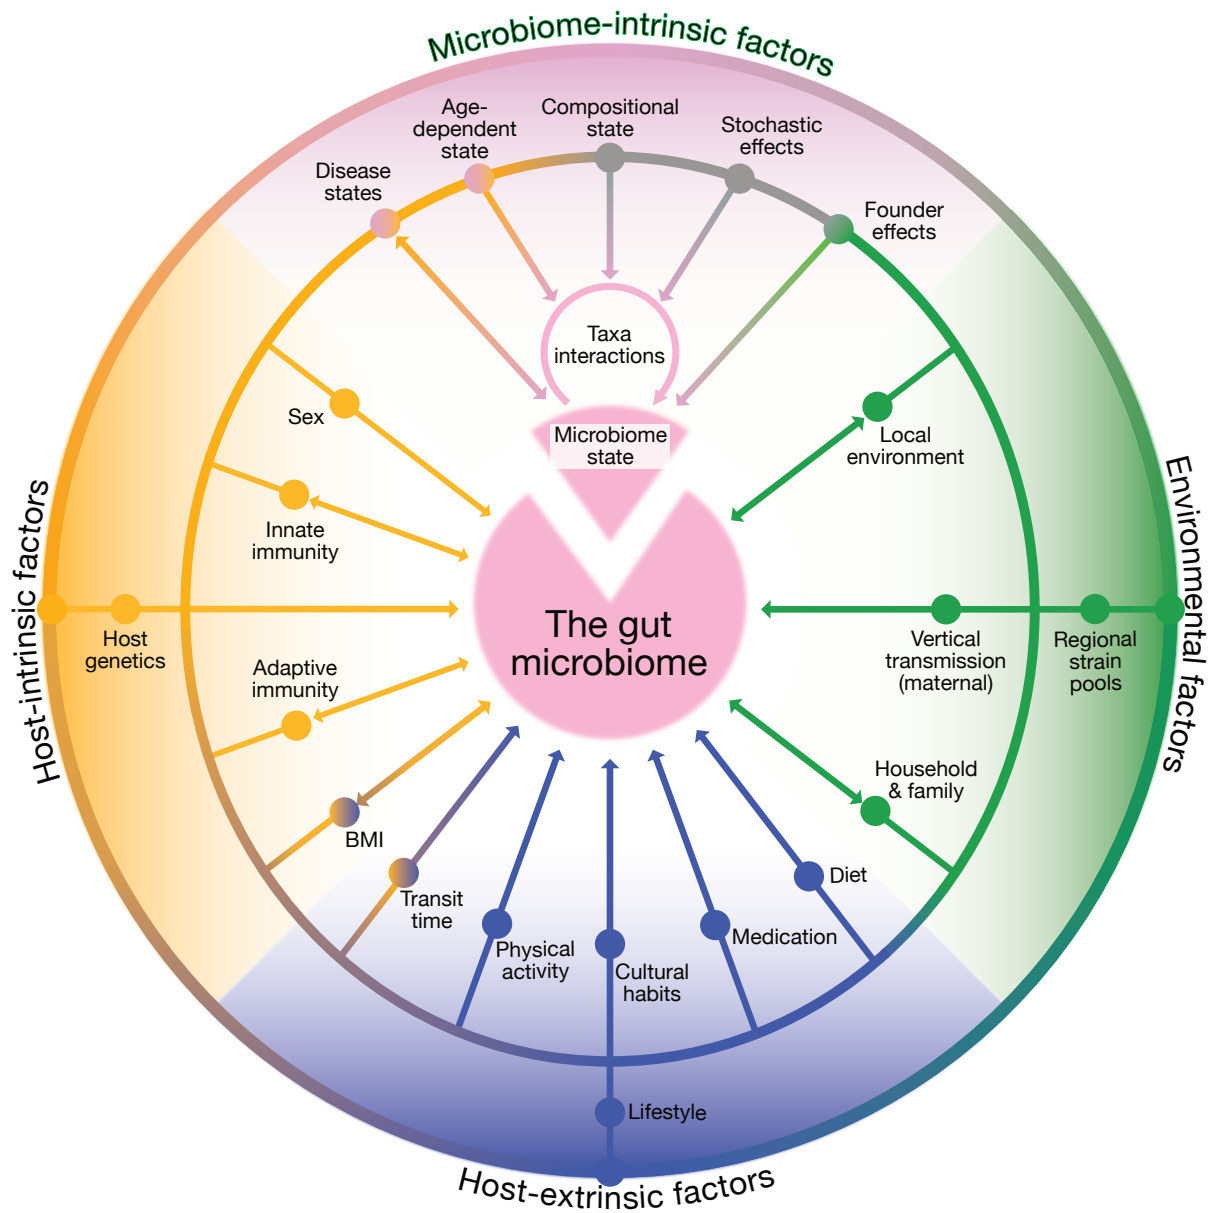 Microbiome-intrinsic factors
Age-
dependent
state
Compositional
state
Stochastic
effects
Disease
states
Founder
effects
Taxa
interactions
Microbiome
state
Sex
Local
environment
Innate
immunity
Host-intrinsic factors
Environmental factors
Host
genetics
The gut
microbiome
Vertical
transmission
(maternal)
Regional
strain
pools
Adaptive
immunity
Household
& family
BMI
Transit
time
Diet
Physical
activity
Cultural
habits
Medication
Lifestyle
Host-extrinsic factors